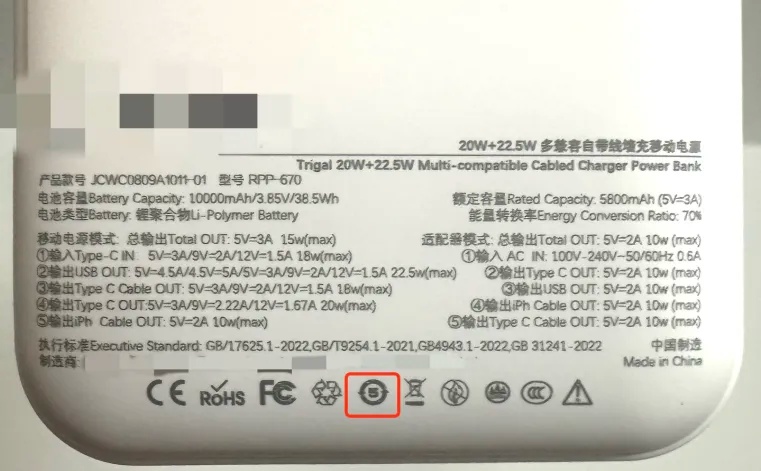 20W+22.5W 多兼容自带线填充移动电源
Trigal 20W+22.5W Multi-compatible Cabled Charger Power Bank
产品款号 JCWC0809A1011-01 型号 RPP-670
电池容量Battery Capacity: 10000mAh/3.85V/38.5Wh
额定容量Rated Capacity: 5800mAh (5V=3A)
电池类型Battery: 锂聚合物Li-Polymer Battery
能量转换率Energy Conversion Ratio: 70%
移动电源模式: 总输出Total OUT: 5V=3A 15w(max)
适配器模式: 总输出Total OUT: 5V=2A 10w (max)
①输入Type-C IN 5V=3A/9V=2A/12V=1.5A 18w(max)
①输入 AC IN: 100V-240V~50/60Hz 0.6A
②输出USB OUT: 5V=4.5A/4.5V=5A/5V=3A/9V=2A/12V=1.5A 22.5w(max)
②输出Type C OUT: 5V=2A 10w (max)
③输出Type C Cable OUT: 5V=3A/9V=2A/12V=1.5A 18w(max)
③输出USB OUT: 5V=2A 10w (max)
④输出Type C OUT:5V=3A/9V=2.22A/12V=1.67A 20w(max)
④输出iPh Cable OUT: 5V=2A 10w (max)
⑤输出iPh Cable OUT: 5V=2A 10w(max)
⑤输出Type C Cable OUT: 5V=2A 10w (max)
执行标准Executive Standard: GB/17625.1-2022,GB/T9254.1-2021,GB4943.1-2022,GB 31241-2022
中国制造
制造商:
Made in China
CE RoHS FC 5 CCC